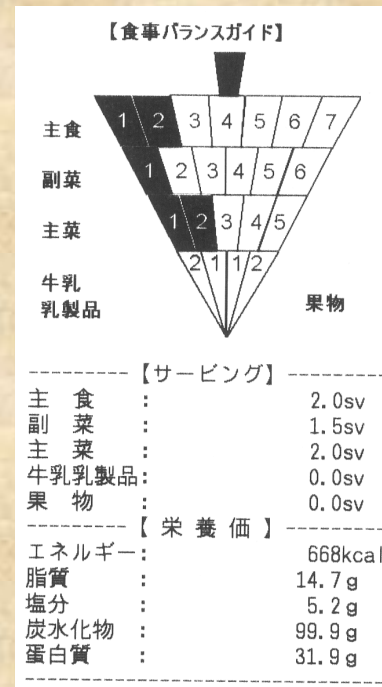 【食事バランスガイド】
主食 1 2 3 4 5 6 7
副菜 1 2 3 4 5 6
主菜 1 2 3 4 5
牛乳 2 1 1 2
乳製品 果物
--------- 【サービング】 ---------
主 食 : 2.0sv
副 菜 : 1.5sv
主 菜 : 2.0sv
牛乳乳製品: 0.0sv
果 物 : 0.0sv
--------- 【 栄 養 価 】 ---------
エネルギー: 668kcal
脂質 : 14.7g
塩分 : 5.2g
炭水化物 : 99.9g
蛋白質 : 31.9g